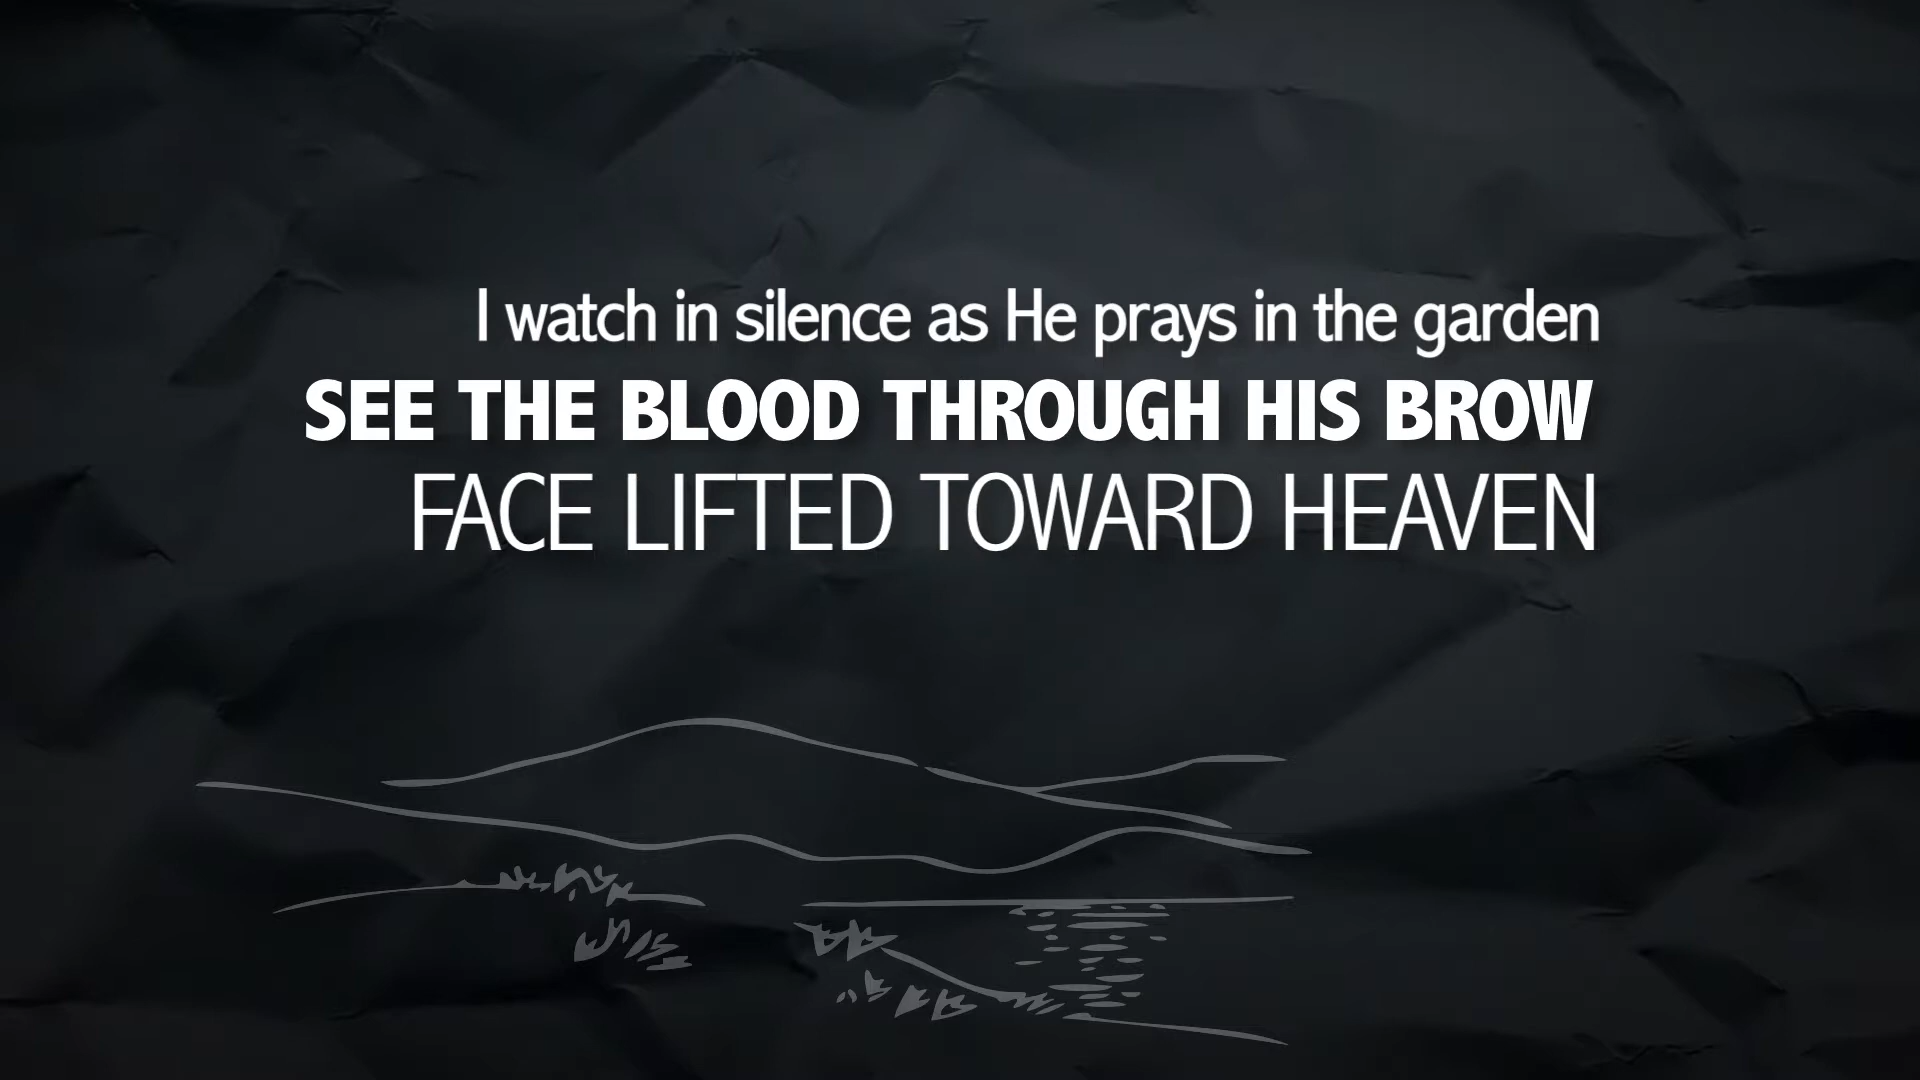 I watch in silence as He prays in the garden
SEE THE BLOOD THROUGH HIS BROW
FACE LIFTED TOWARD HEAVEN